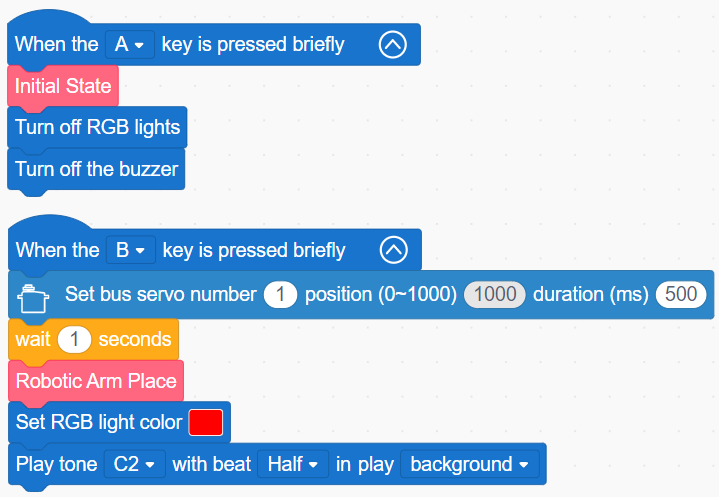 When the A key is pressed briefly
Initial State
Turn off RGB lights
Turn off the buzzer
When the B key is pressed briefly
Set bus servo number 1 position (0~1000) 1000 duration (ms) 500
wait 1 seconds
Robotic Arm Place
Set RGB light color
Play tone C2 with beat Half in play background